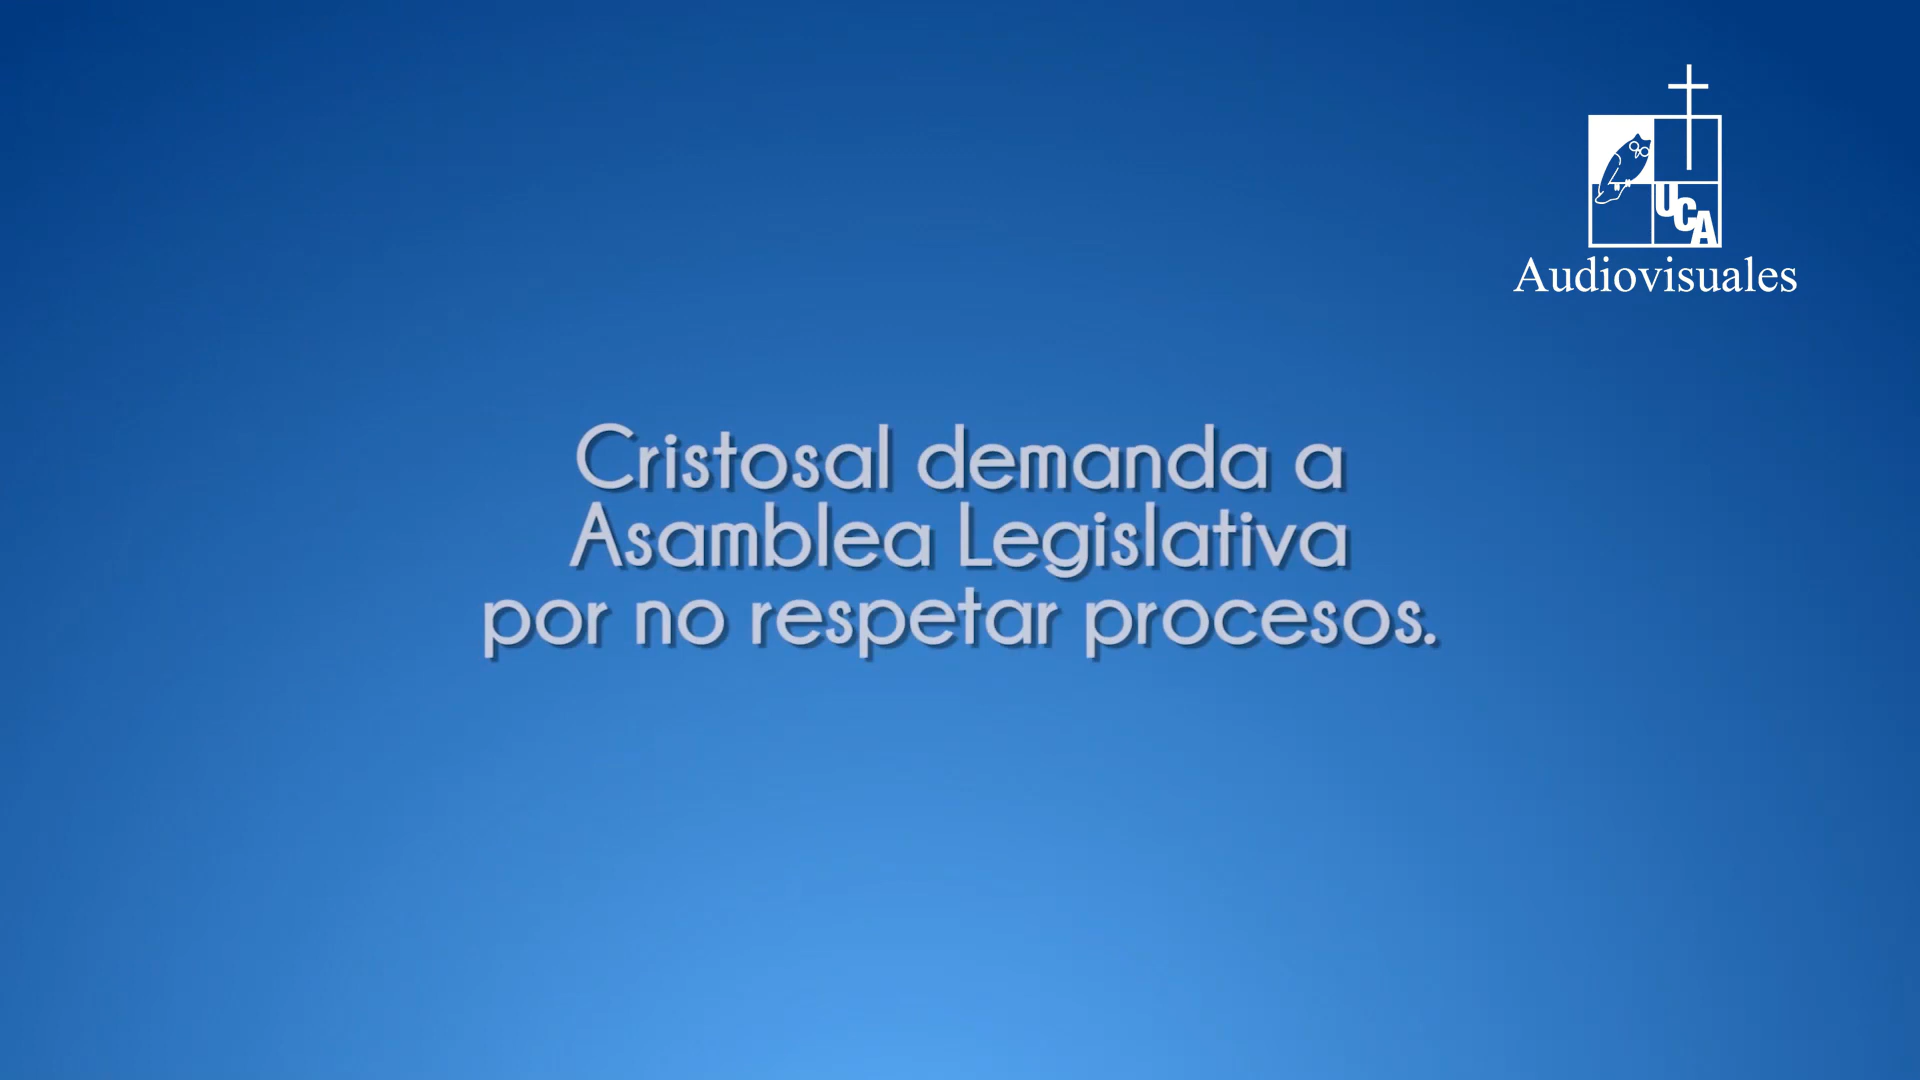 UCA
Audiovisuales
Cristosal demanda a
Asamblea Legislativa
por no respetar procesos.